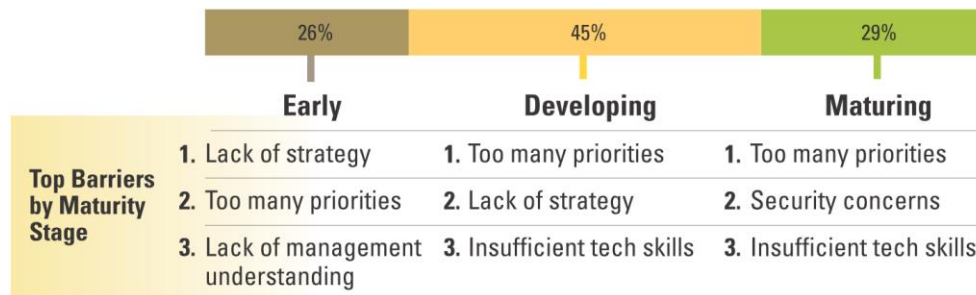 26% 45% 29%
Early Developing Maturing
Top Barriers
by Maturity
Stage
1. Lack of strategy 1. Too many priorities 1. Too many priorities
2. Too many priorities 2. Lack of strategy 2. Security concerns
3. Lack of management
understanding
3. Insufficient tech skills 3. Insufficient tech skills